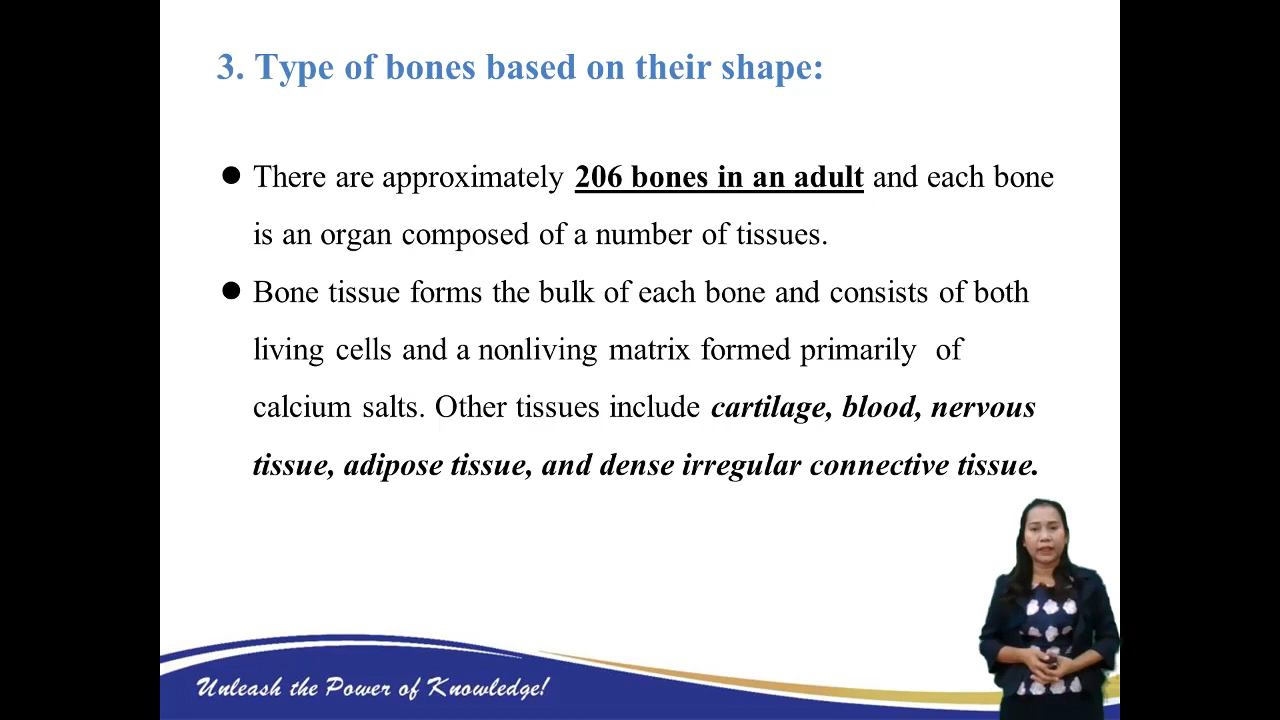 3. Type of bones based on their shape:
● There are approximately 206 bones in an adult and each bone
is an organ composed of a number of tissues.
● Bone tissue forms the bulk of each bone and consists of both
living cells and a nonliving matrix formed primarily of
calcium salts. Other tissues include cartilage, blood, nervous
tissue, adipose tissue, and dense irregular connective tissue.
Unleash the Power of Knowledge!